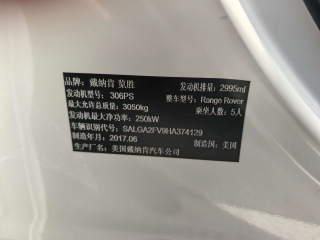 品牌：戴纳肯 览胜 发动机排量：2995ml
发动机型号：306PS 整车型号：Range Rover
最大允许总质量：3050kg 乘坐人数：5人
发动机最大净功率：250kW
车辆识别代号：SALGA2FV9HA374129
制造年月：2017.06 制造国：美国
生产厂名：美国戴纳肯汽车公司